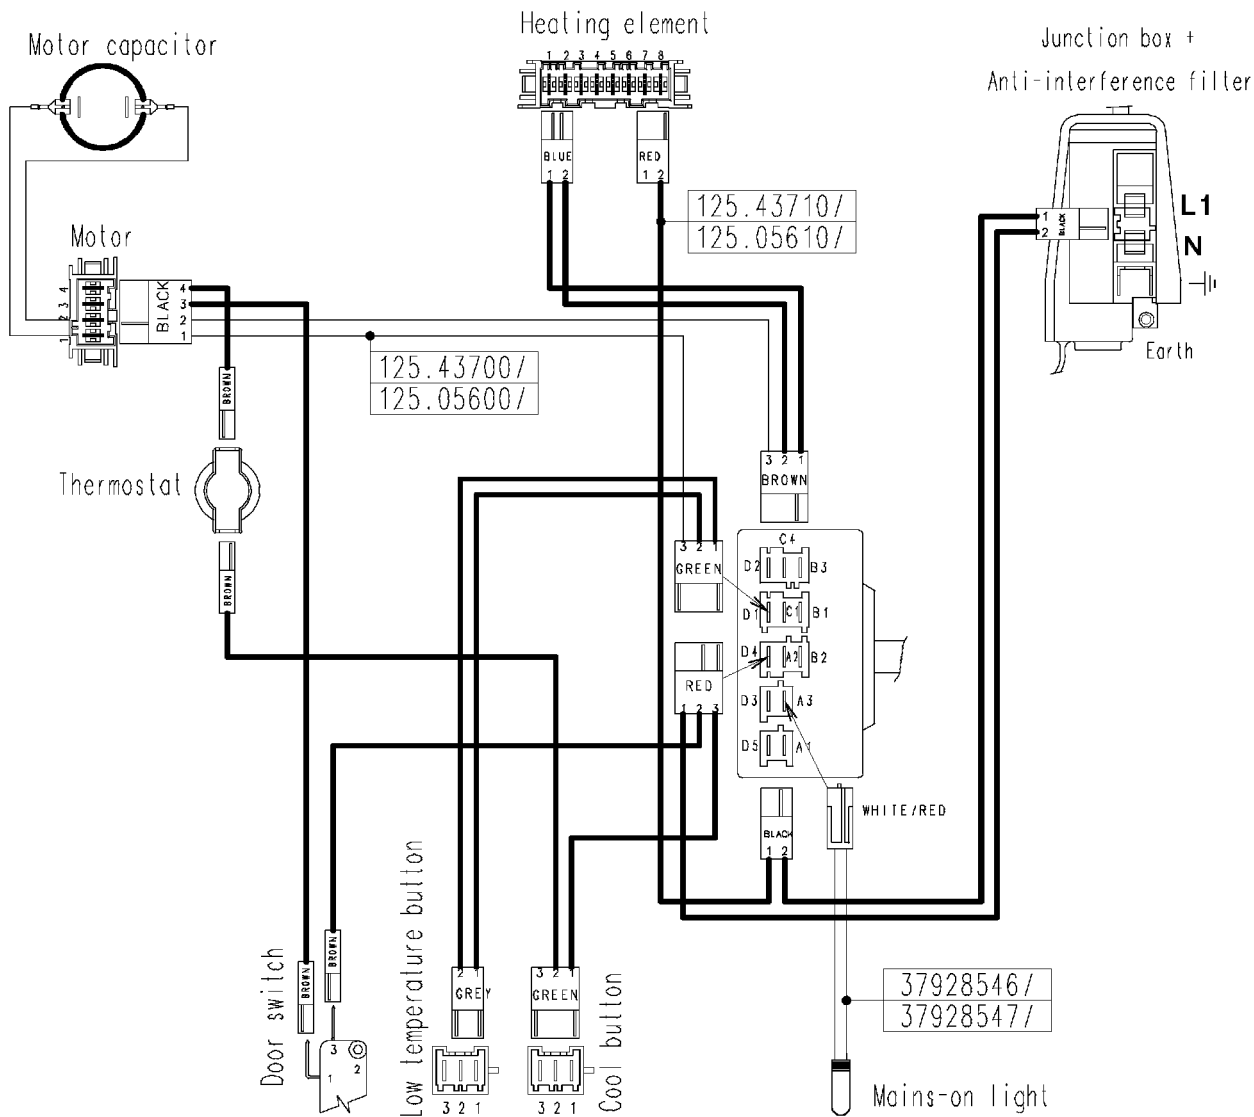 Heating element
Motor capacitor
Junction box +
Anti-interference filter
1 2 3 4 5 6 7 8
BLUE
1 2
RED
1 2
125.43710/
125.05610/
1
2
BLACK
L1
N
Earth
Motor
4
3
2
1
BLACK
4
3
2
1
125.43700/
125.05600/
BROWN
Thermostat
BROWN
3 2 1
BROWN
3 2 1
GREEN
C4
D2 B3
D1 C1 B1
D4 A2 B2
D3 A3
D5 A1
RED
1 2 3
BLACK
1 2
WHITE/RED
Door switch
BROWN
BROWN
3
2
1
Low temperature button
2 1
GREY
3 2 1
3 2 1
GREEN
3 2 1
Cool button
37928546/
37928547/
Mains-on light